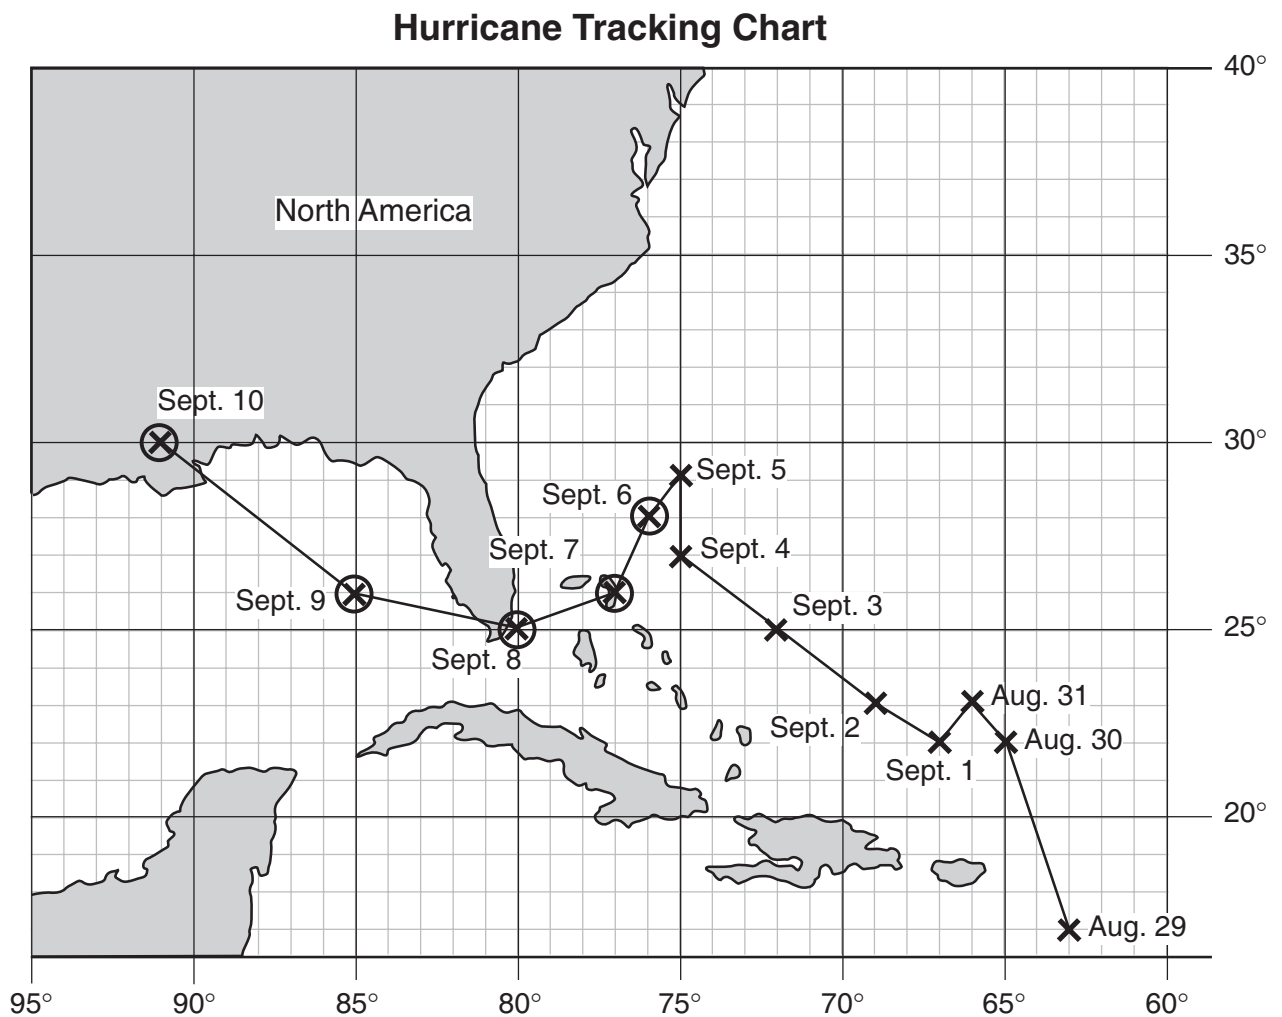 Hurricane Tracking Chart
40°
North America
35°
Sept. 10
30°
Sept. 5
Sept. 6
Sept. 7
Sept. 4
Sept. 9
Sept. 3
25°
Sept. 8
Aug. 31
Sept. 2
Aug. 30
Sept. 1
20°
Aug. 29
95°
90°
85°
80°
75°
70°
65°
60°